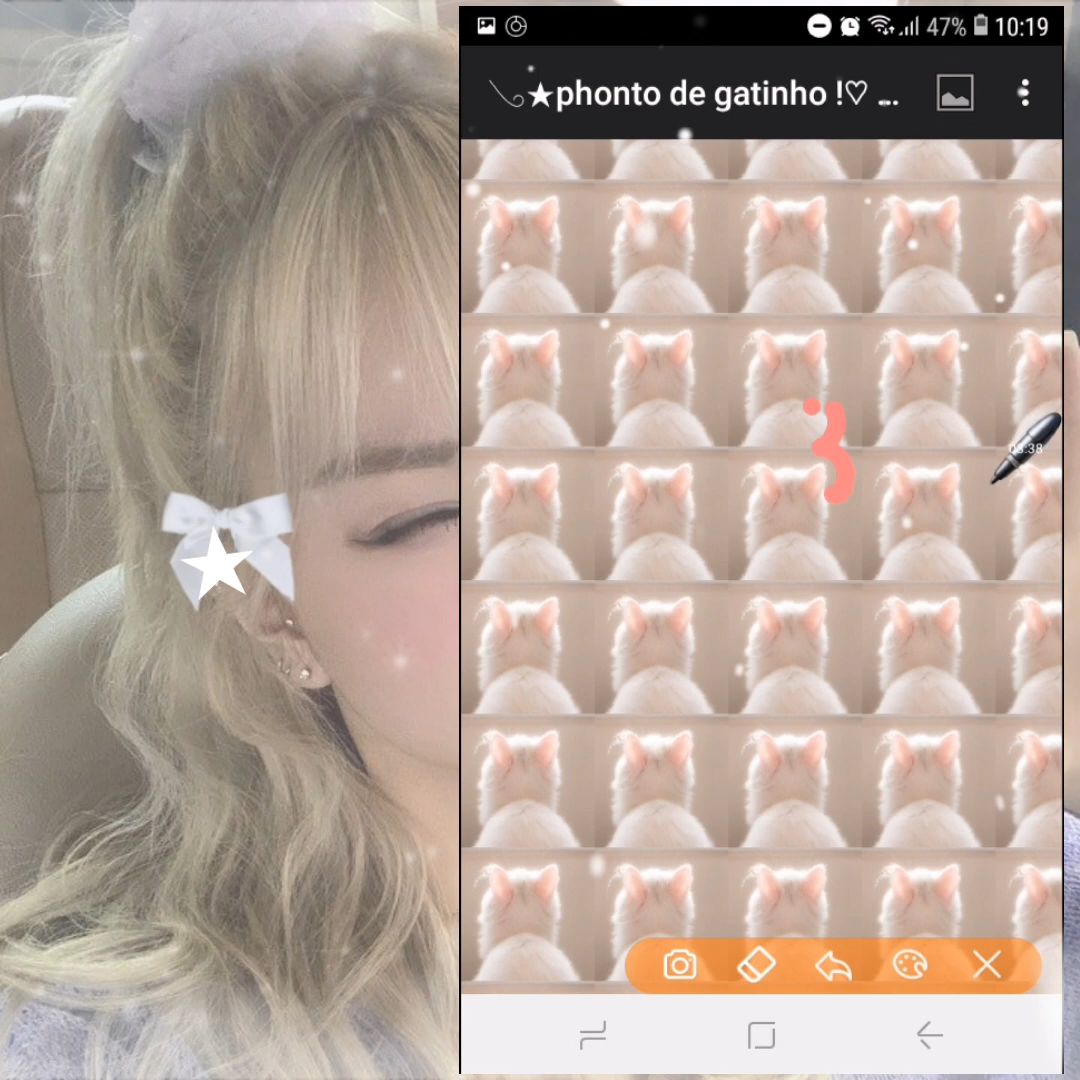 47% 10:19
★phonto de gatinho !♡ ...
03:38